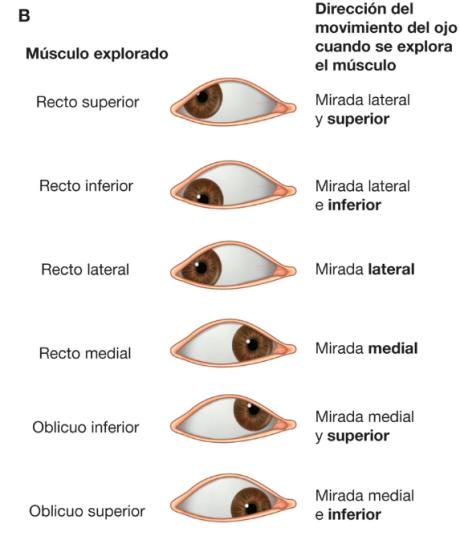 B
Músculo explorado
Dirección del
movimiento del ojo
cuando se explora
el músculo
Recto superior
Mirada lateral
y superior
Recto inferior
Mirada lateral
e inferior
Recto lateral
Mirada lateral
Recto medial
Mirada medial
Oblicuo inferior
Mirada medial
y superior
Oblicuo superior
Mirada medial
e inferior